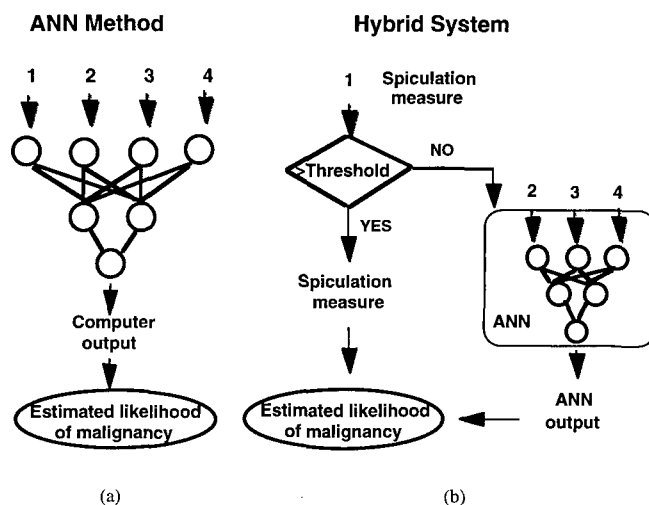 ANN Method
1 2 3 4
Computer
output
Estimated likelihood
of malignancy
(a)
Hybrid System
1 Spiculation
measure
>Threshold
NO
YES
Spiculation
measure
2 3 4
ANN
ANN
output
Estimated likelihood
of malignancy
(b)